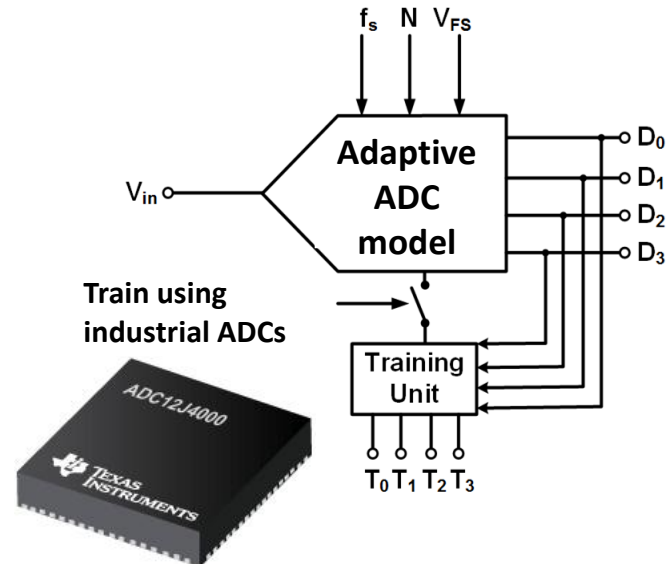 fs N VFS
Adaptive
ADC
model
Vin
D0
D1
D2
D3
Train using
industrial ADCs
Training
Unit
T0 T1 T2 T3
ADC12J4000
TEXAS
INSTRUMENTS